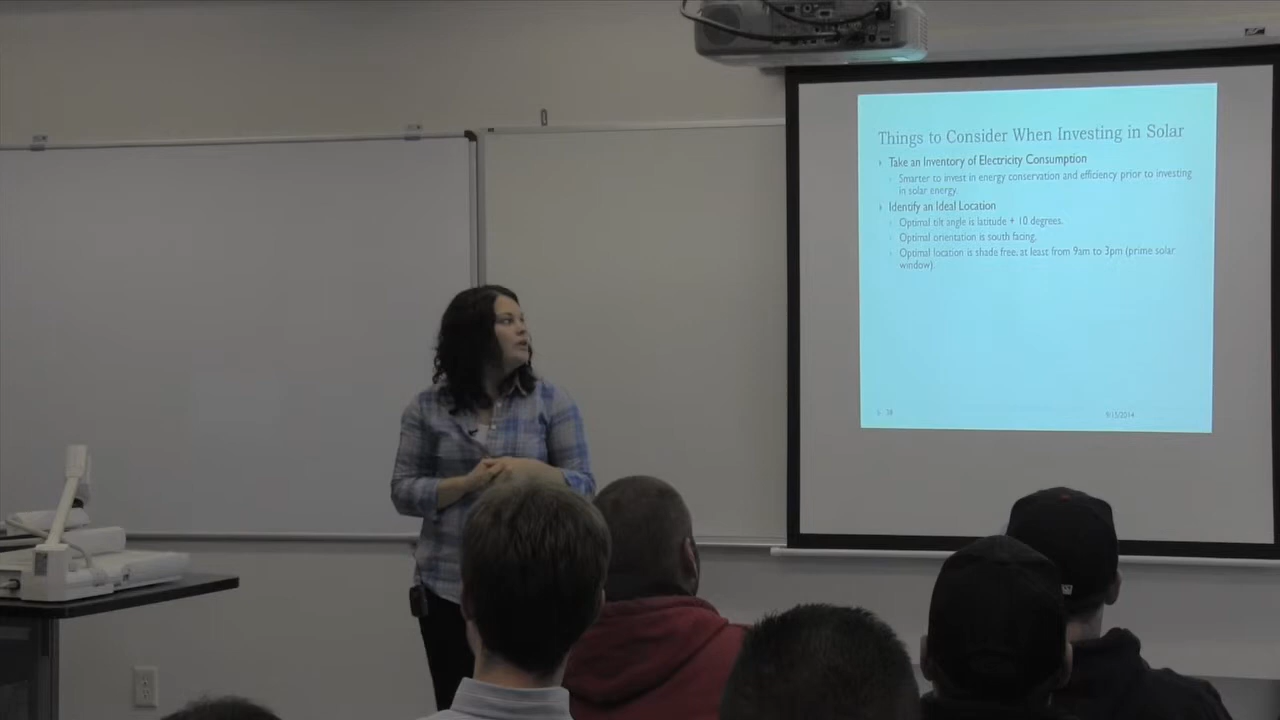 Things to Consider When Investing in Solar
Take an Inventory of Electricity Consumption
Smarter to invest in energy conservation and efficiency prior to investing
in solar energy.
Identify an Ideal Location
Optimal tilt angle is latitude + 10 degrees.
Optimal orientation is south facing.
Optimal location is shade free, at least from 9am to 3pm (prime solar
window).
9/15/2014